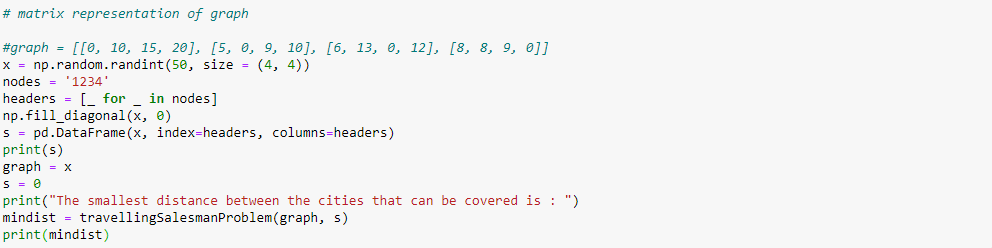 # matrix representation of graph
#graph = [[0, 10, 15, 20], [5, 0, 9, 10], [6, 13, 0, 12], [8, 8, 9, 0]]
x = np.random.randint(50, size = (4, 4))
nodes = '1234'
headers = [_ for _ in nodes]
np.fill_diagonal(x, 0)
s = pd.DataFrame(x, index=headers, columns=headers)
print(s)
graph = x
s = 0
print("The smallest distance between the cities that can be covered is : ")
mindist = travellingSalesmanProblem(graph, s)
print(mindist)